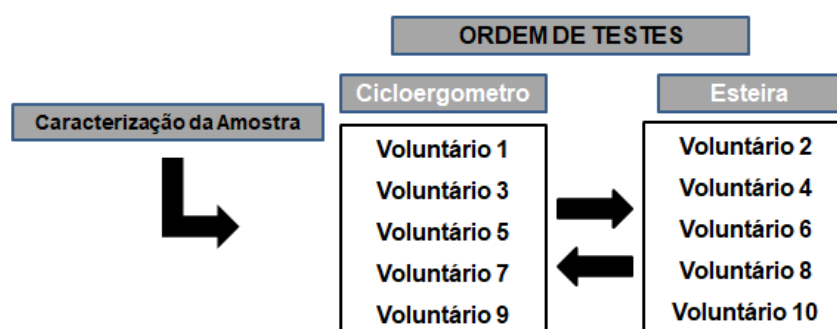 ORDEM DE TESTES
Cicloergometro
Esteira
Caracterização da Amostra
Voluntário 1
Voluntário 3
Voluntário 5
Voluntário 7
Voluntário 9
Voluntário 2
Voluntário 4
Voluntário 6
Voluntário 8
Voluntário 10